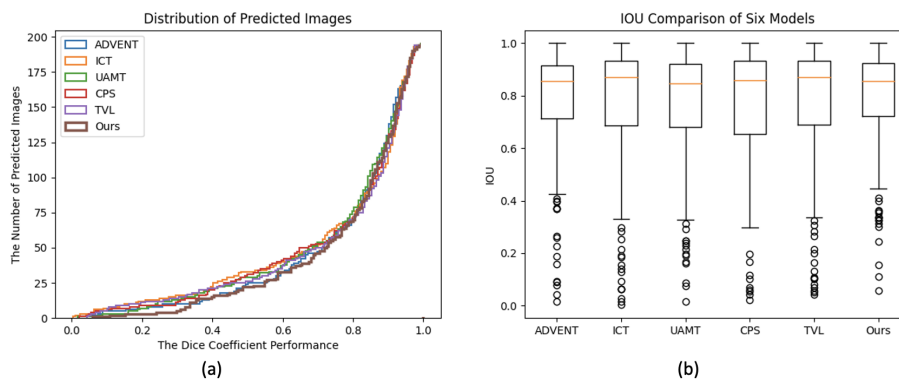 Distribution of Predicted Images
The Number of Predicted Images
200
175
150
125
100
75
50
25
0
ADVENT
ICT
UAMT
CPS
TVL
Ours
0.0 0.2 0.4 0.6 0.8 1.0
The Dice Coefficient Performance
(a)
IOU Comparison of Six Models
IOU
1.0
0.8
0.6
0.4
0.2
0.0
ADVENT ICT UAMT CPS TVL Ours
(b)